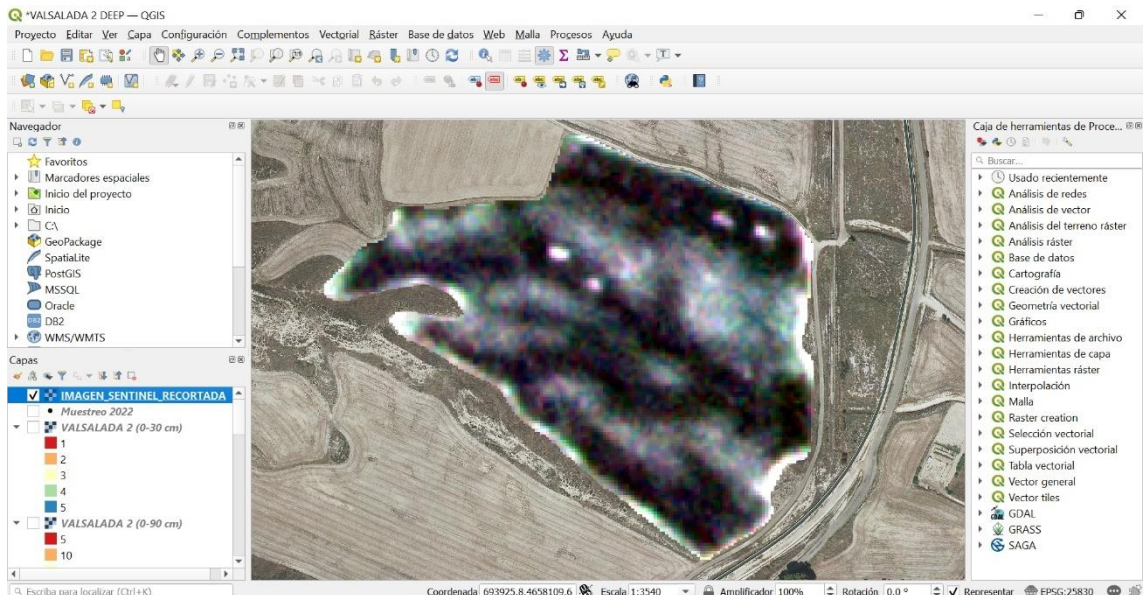 *VALSALADA 2 DEEP — QGIS
Proyecto Editar Ver Capa Configuración Complementos Vectorial Ráster Base de datos Web Malla Procesos Ayuda
Navegador
Favoritos
Marcadores espaciales
Inicio del proyecto
Inicio
C:\
GeoPackage
SpatiaLite
PostGIS
MSSQL
Oracle
DB2
WMS/WMTS
Capas
IMAGEN_SENTINEL_RECORTADA
Muestreo 2022
VALSALADA 2 (0-30 cm)
1
2
3
4
5
VALSALADA 2 (0-90 cm)
5
10
Caja de herramientas de Proce...
Buscar...
Usado recientemente
Análisis de redes
Análisis de vector
Análisis del terreno ráster
Análisis ráster
Base de datos
Cartografía
Creación de vectores
Geometría vectorial
Gráficos
Herramientas de archivo
Herramientas de capa
Herramientas ráster
Interpolación
Malla
Raster creation
Selección vectorial
Superposición vectorial
Tabla vectorial
Vector general
Vector tiles
GDAL
GRASS
SAGA
Escriba para localizar (Ctrl+K)
Coordenada 693925.8,4658109.6 Escala 1:3540 Amplificador 100% Rotación 0.0 ° Representar EPSG:25830